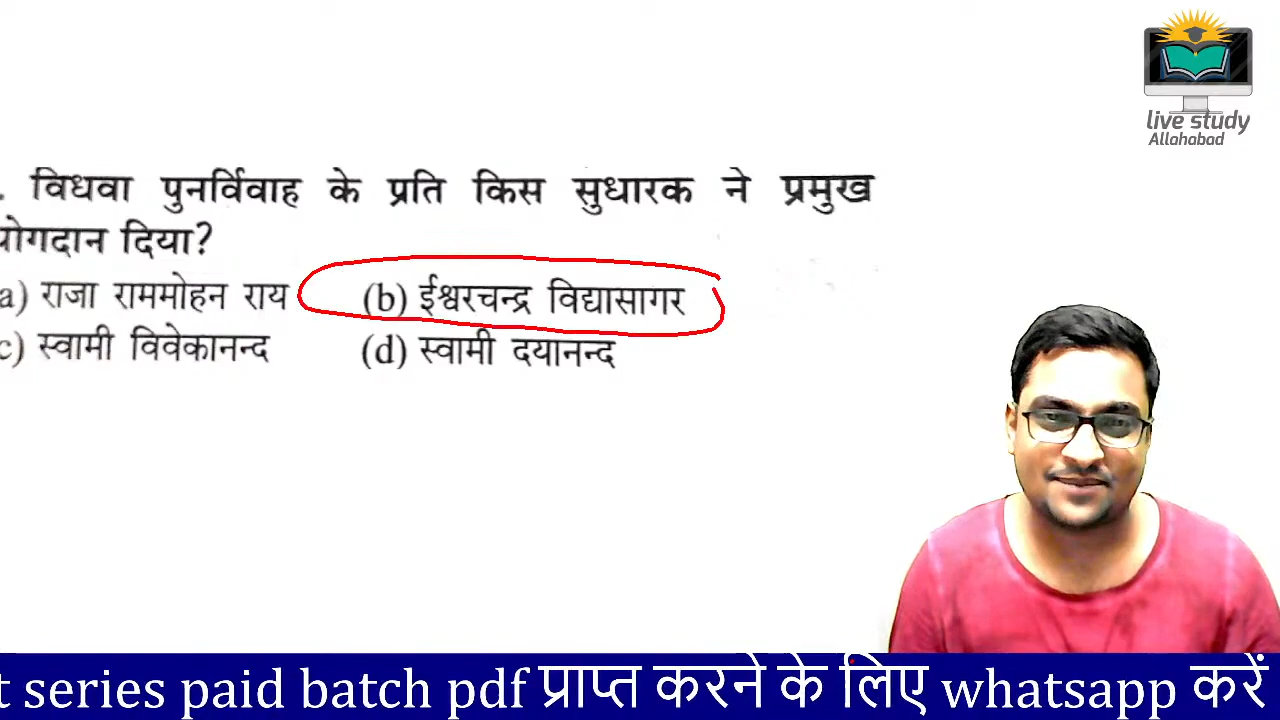 live study
Allahabad
. विधवा पुनर्विवाह के प्रति किस सुधारक ने प्रमुख
योगदान दिया?
a) राजा राममोहन राय (b) ईश्वरचन्द्र विद्यासागर
c) स्वामी विवेकानन्द (d) स्वामी दयानन्द
t series paid batch pdf प्राप्त करने के लिए whatsapp करें